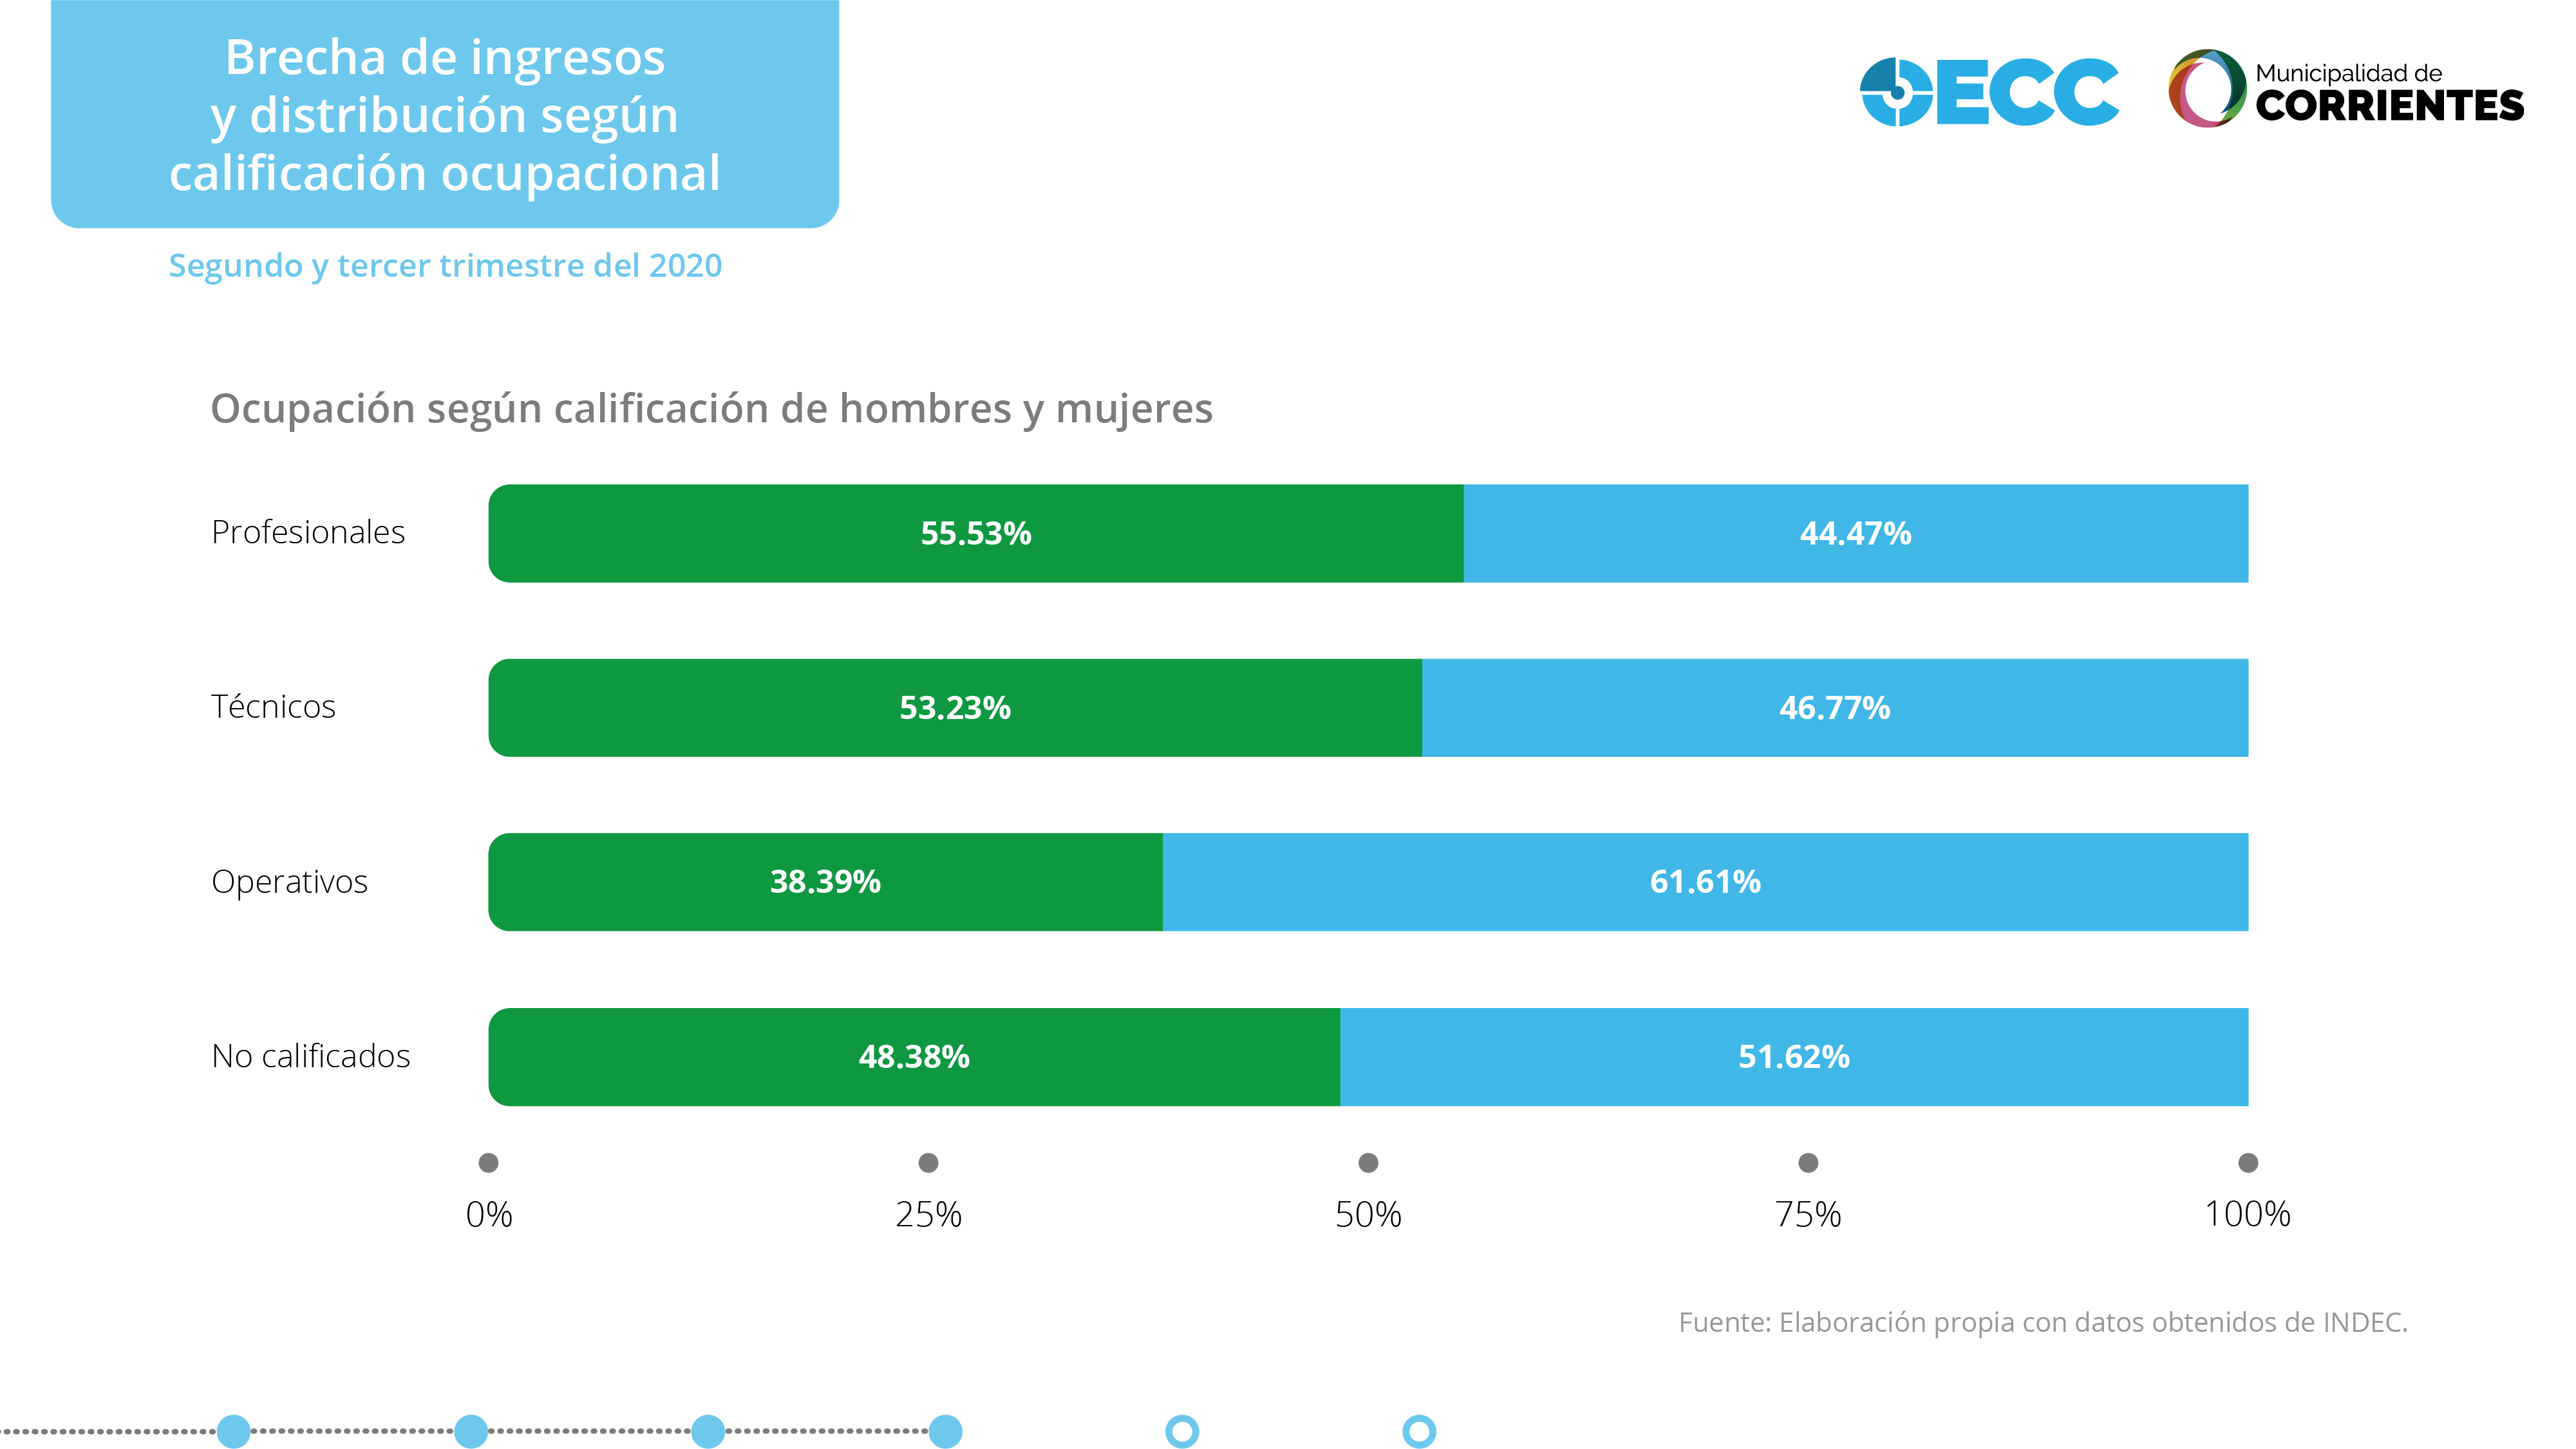 Brecha de ingresos
y distribución según
calificación ocupacional
Segundo y tercer trimestre del 2020
OECC
Municipalidad de
CORRIENTES
Ocupación según calificación de hombres y mujeres
Profesionales 55.53% 44.47%
Técnicos 53.23% 46.77%
Operativos 38.39% 61.61%
No calificados 48.38% 51.62%
0% 25% 50% 75% 100%
Fuente: Elaboración propia con datos obtenidos de INDEC.